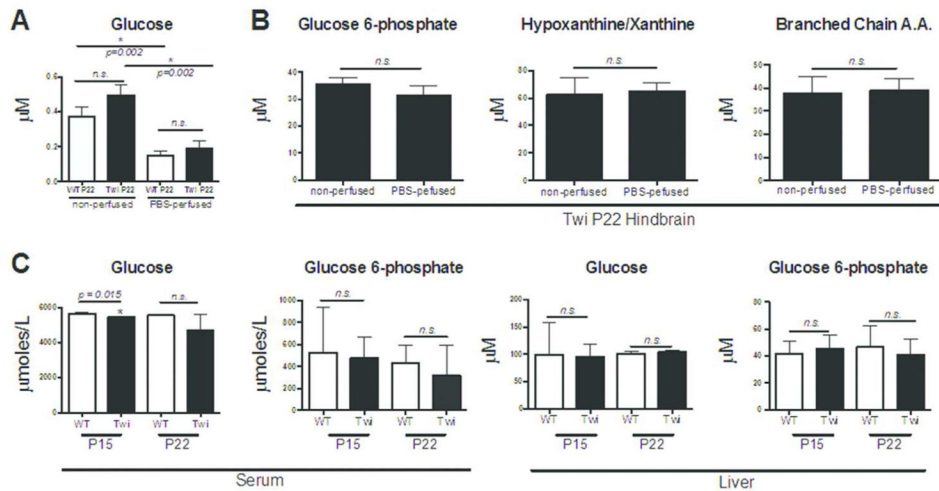 A
Glucose
*
p=0.002
*
n.s.
p=0.002
n.s.
μM
0.6
0.4
0.2
0.0
WT P22 Twi P22 WT P22 Twi P22
non-perfused PBS-perfused
B
Glucose 6-phosphate
n.s.
μM
60
40
20
0
non-perfused PBS-pefused
Hypoxanthine/Xanthine
n.s.
μM
80
60
40
20
0
non-perfused PBS-pefused
Branched Chain A.A.
n.s.
μM
50
40
30
20
10
0
non-perfused PBS-pefused
Twi P22 Hindbrain
C
Glucose
p = 0.015
n.s.
*
μmoles/L
6000
4000
2000
0
WT Twi WT Twi
P15 P22
Glucose 6-phosphate
n.s.
n.s.
μmoles/L
1000
800
600
400
200
0
WT Twi WT Twi
P15 P22
Serum
Glucose
n.s.
n.s.
μM
200
150
100
50
0
WT Twi WT Twi
P15 P22
Glucose 6-phosphate
n.s.
n.s.
μM
80
60
40
20
0
WT Twi WT Twi
P15 P22
Liver